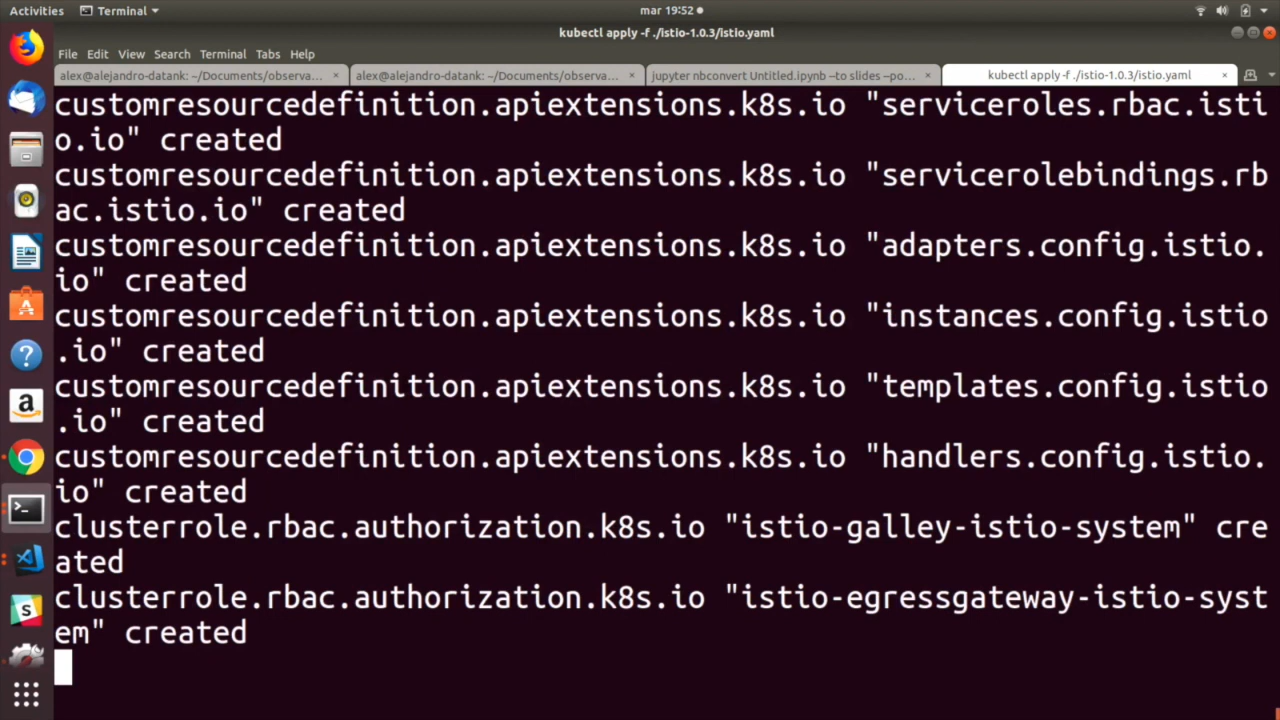 Activities Terminal mar 19:52
kubectl apply -f ./istio-1.0.3/istio.yaml
File Edit View Search Terminal Tabs Help
alex@alejandro-datank: ~/Documents/observa... × alex@alejandro-datank: ~/Documents/observa... × jupyter nbconvert Untitled.ipynb --to slides --po... × kubectl apply -f ./istio-1.0.3/istio.yaml ×
customresourcedefinition.apiextensions.k8s.io "serviceroles.rbac.isti
o.io" created
customresourcedefinition.apiextensions.k8s.io "servicerolebindings.rb
ac.istio.io" created
customresourcedefinition.apiextensions.k8s.io "adapters.config.istio.
io" created
customresourcedefinition.apiextensions.k8s.io "instances.config.istio
.io" created
customresourcedefinition.apiextensions.k8s.io "templates.config.istio
.io" created
customresourcedefinition.apiextensions.k8s.io "handlers.config.istio.
io" created
clusterrole.rbac.authorization.k8s.io "istio-galley-istio-system" cre
ated
clusterrole.rbac.authorization.k8s.io "istio-egressgateway-istio-syst
em" created